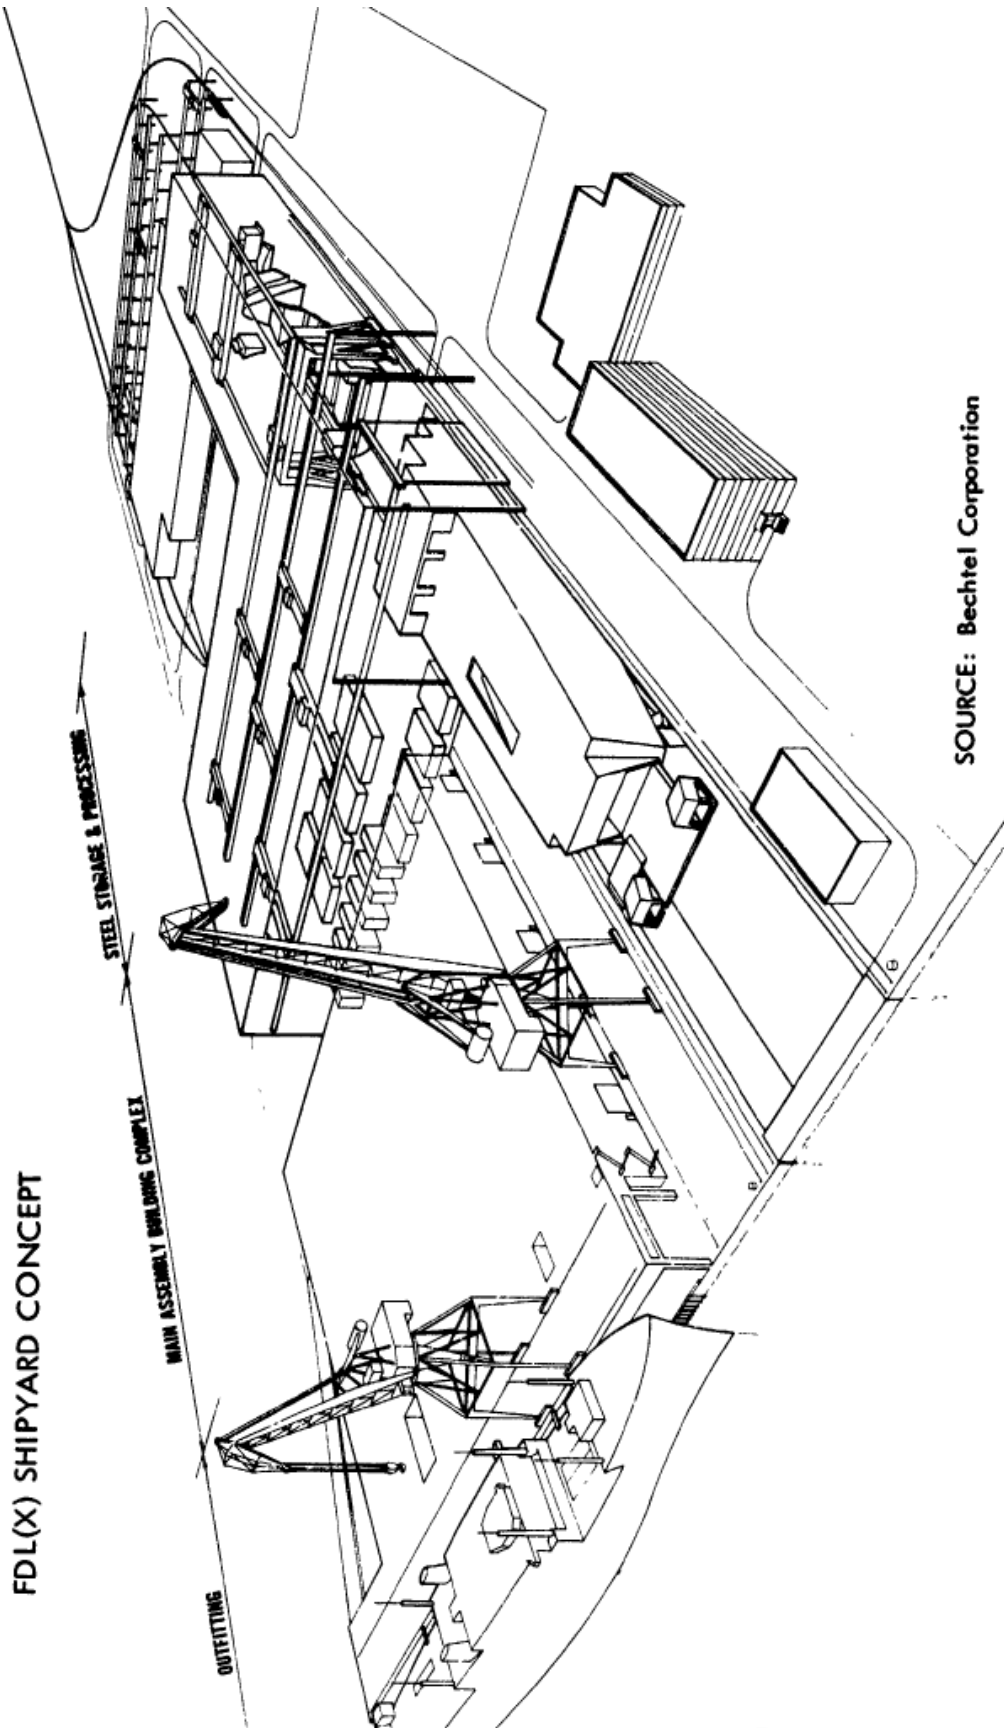 FDL(X) SHIPYARD CONCEPT
OUTFITTING
MAIN ASSEMBLY BUILDING COMPLEX
STEEL STORAGE & PROCESSING
SOURCE: Bechtel Corporation